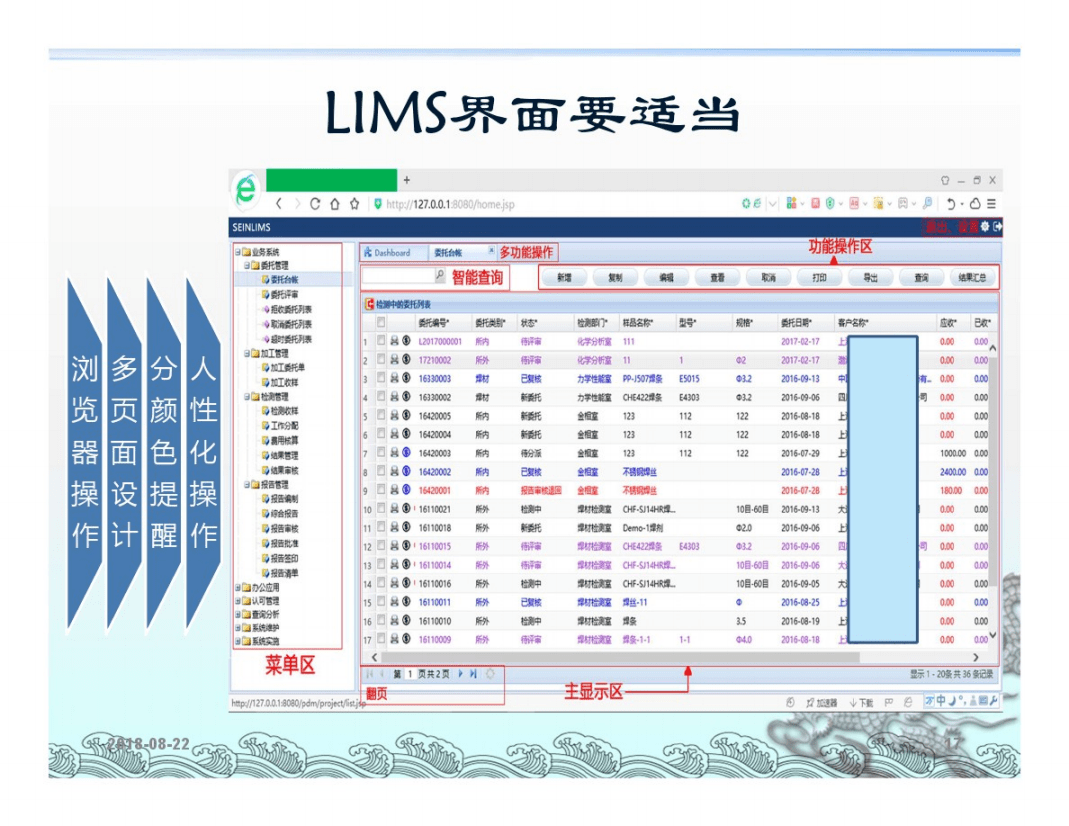 LIMS界面要适当
浏览器操作
多页面设计
分颜色提醒
人性化操作
http://127.0.0.1:8080/home.jsp
SEINLIMS
业务系统
委托管理
委托台帐
委托评审
拒收委托列表
取消委托列表
超时委托列表
加工管理
加工委托单
加工收样
检测管理
检测收样
工作分配
费用核算
结果管理
结果审核
报告管理
报告编制
综合报告
报告审核
报告批准
报告签印
报告清单
办公应用
认可管理
查询分析
系统维护
系统实施
菜单区
Dashboard 委托台帐 多功能操作
功能操作区
智能查询
新增 复制 编辑 查看 取消 打印 导出 查询 结果汇总
检测中的委托列表
委托编号 委托类别 状态 检测部门 样品名称 型号 规格 委托日期 客户名称 应收 已收
1 L2017000001 所内 待评审 化学分析室 111 2017-02-17 上 0.00 0.00
2 17210002 所外 待评审 化学分析室 11 1 Φ2 2017-02-17 0.00 0.00
3 16330003 焊材 已复核 力学性能室 PP-J507焊条 E5015 Φ3.2 2016-09-13 中 有... 0.00 0.00
4 16330002 焊材 新委托 力学性能室 CHE422焊条 E4303 Φ3.2 2016-09-06 四 司 0.00 0.00
5 16420005 所内 新委托 金相室 123 112 122 2016-08-18 上 0.00 0.00
6 16420004 所内 新委托 金相室 123 112 122 2016-08-18 上 0.00 0.00
7 16420003 所内 待分派 金相室 123 112 122 2016-07-29 上 1000.00 0.00
8 16420002 所内 已复核 金相室 不锈钢焊丝 2016-07-28 上 2400.00 0.00
9 16420001 所内 报告审核退回 金相室 不锈钢焊丝 2016-07-28 上 180.00 0.00
10 16110021 所外 检测中 焊材检测室 CHF-SJ14HR焊... 10目-60目 2016-09-13 大 0.00 0.00
11 16110018 所外 新委托 焊材检测室 Demo-1焊剂 Φ2.0 2016-09-06 上 0.00 0.00
12 16110015 所外 待评审 焊材检测室 CHE422焊条 E4303 Φ3.2 2016-09-06 四 司 0.00 0.00
13 16110014 所外 待评审 焊材检测室 CHF-SJ14HR焊... 10目-60目 2016-09-06 大 0.00 0.00
14 16110016 所外 检测中 焊材检测室 CHF-SJ14HR焊... 10目-60目 2016-09-05 大 0.00 0.00
15 16110011 所外 已复核 焊材检测室 焊丝-11 Φ 2016-08-25 上 0.00 0.00
16 16110010 所外 检测中 焊材检测室 焊条 3.5 2016-08-19 上 0.00 0.00
17 16110009 所外 待评审 焊材检测室 焊条-1-1 1-1 Φ4.0 2016-08-18 上 0.00 0.00
第 1 页共2页
显示 1 - 20条 共 36 条记录
翻页
主显示区
http://127.0.0.1:8080/pdm/project/list.jsp
加速器 下载
中
2018-08-22
17